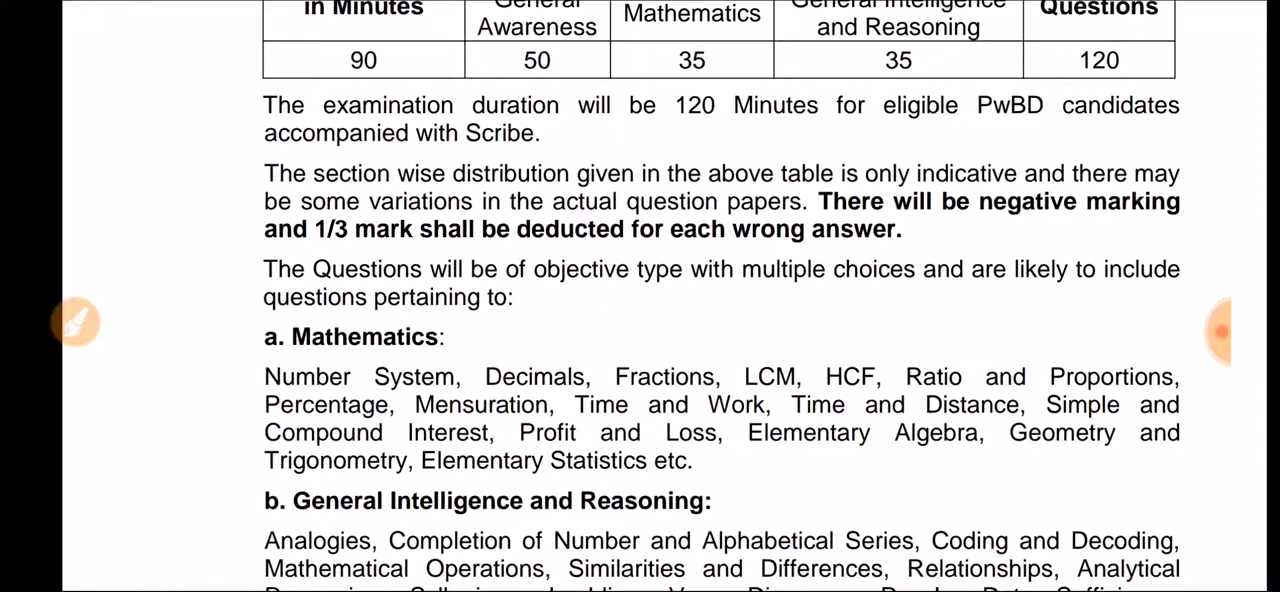 in Minutes General Mathematics General Intelligence Questions
Awareness and Reasoning
90 50 35 35 120
The examination duration will be 120 Minutes for eligible PwBD candidates
accompanied with Scribe.
The section wise distribution given in the above table is only indicative and there may
be some variations in the actual question papers. There will be negative marking
and 1/3 mark shall be deducted for each wrong answer.
The Questions will be of objective type with multiple choices and are likely to include
questions pertaining to:
a. Mathematics:
Number System, Decimals, Fractions, LCM, HCF, Ratio and Proportions,
Percentage, Mensuration, Time and Work, Time and Distance, Simple and
Compound Interest, Profit and Loss, Elementary Algebra, Geometry and
Trigonometry, Elementary Statistics etc.
b. General Intelligence and Reasoning:
Analogies, Completion of Number and Alphabetical Series, Coding and Decoding,
Mathematical Operations, Similarities and Differences, Relationships, Analytical